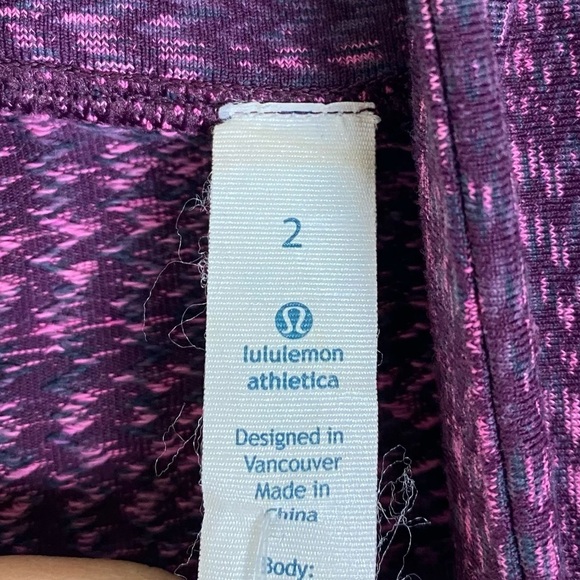 2
lululemon
athletica
Designed in
Vancouver
Made in
China
Body: